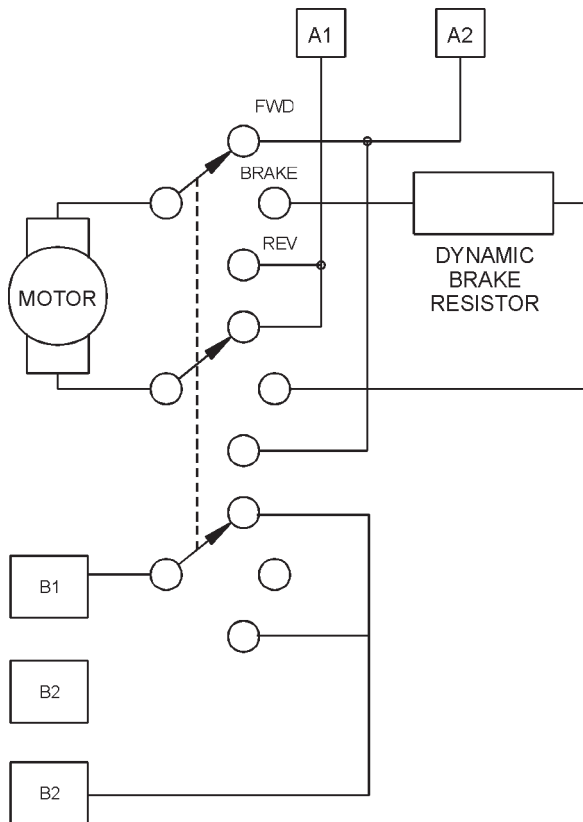 A1
A2
FWD
BRAKE
REV
DYNAMIC
BRAKE
RESISTOR
MOTOR
B1
B2
B2